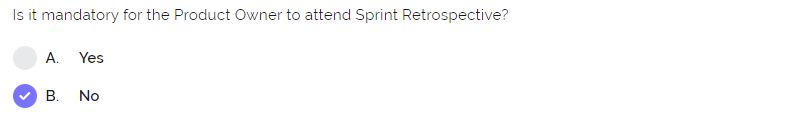 Is it mandatory for the Product Owner to attend Sprint Retrospective?
A. Yes
B. No